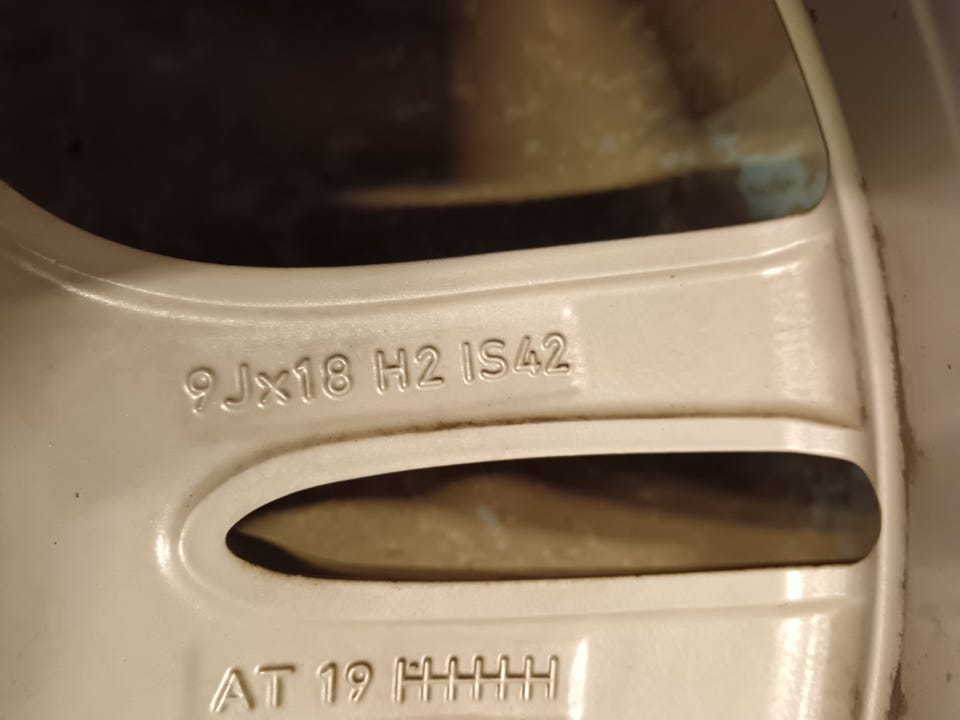 9Jx18 H2 IS42
AT 19